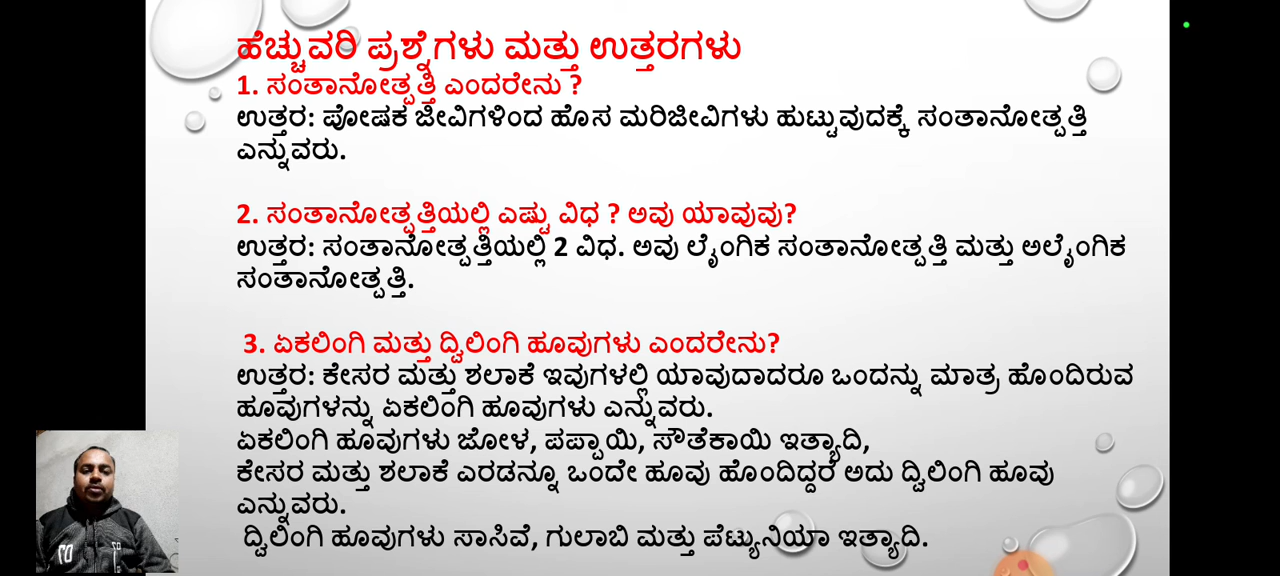 ಹೆಚ್ಚುವರಿ ಪ್ರಶ್ನೆಗಳು ಮತ್ತು ಉತ್ತರಗಳು
1. ಸಂತಾನೋತ್ಪತ್ತಿ ಎಂದರೇನು ?
ಉತ್ತರ: ಪೋಷಕ ಜೀವಿಗಳಿಂದ ಹೊಸ ಮರಿಜೀವಿಗಳು ಹುಟ್ಟುವುದಕ್ಕೆ ಸಂತಾನೋತ್ಪತ್ತಿ
ಎನ್ನುವರು.
2. ಸಂತಾನೋತ್ಪತ್ತಿಯಲ್ಲಿ ಎಷ್ಟು ವಿಧ ? ಅವು ಯಾವುವು?
ಉತ್ತರ: ಸಂತಾನೋತ್ಪತ್ತಿಯಲ್ಲಿ 2 ವಿಧ. ಅವು ಲೈಂಗಿಕ ಸಂತಾನೋತ್ಪತ್ತಿ ಮತ್ತು ಅಲೈಂಗಿಕ
ಸಂತಾನೋತ್ಪತ್ತಿ.
3. ಏಕಲಿಂಗಿ ಮತ್ತು ದ್ವಿಲಿಂಗಿ ಹೂವುಗಳು ಎಂದರೇನು?
ಉತ್ತರ: ಕೇಸರ ಮತ್ತು ಶಲಾಕೆ ಇವುಗಳಲ್ಲಿ ಯಾವುದಾದರೂ ಒಂದನ್ನು ಮಾತ್ರ ಹೊಂದಿರುವ
ಹೂವುಗಳನ್ನು ಏಕಲಿಂಗಿ ಹೂವುಗಳು ಎನ್ನುವರು.
ಏಕಲಿಂಗಿ ಹೂವುಗಳು ಜೋಳ, ಪಪ್ಪಾಯಿ, ಸೌತೆಕಾಯಿ ಇತ್ಯಾದಿ,
ಕೇಸರ ಮತ್ತು ಶಲಾಕೆ ಎರಡನ್ನೂ ಒಂದೇ ಹೂವು ಹೊಂದಿದ್ದರೆ ಅದು ದ್ವಿಲಿಂಗಿ ಹೂವು
ಎನ್ನುವರು.
ದ್ವಿಲಿಂಗಿ ಹೂವುಗಳು ಸಾಸಿವೆ, ಗುಲಾಬಿ ಮತ್ತು ಪೆಟ್ಯುನಿಯಾ ಇತ್ಯಾದಿ.